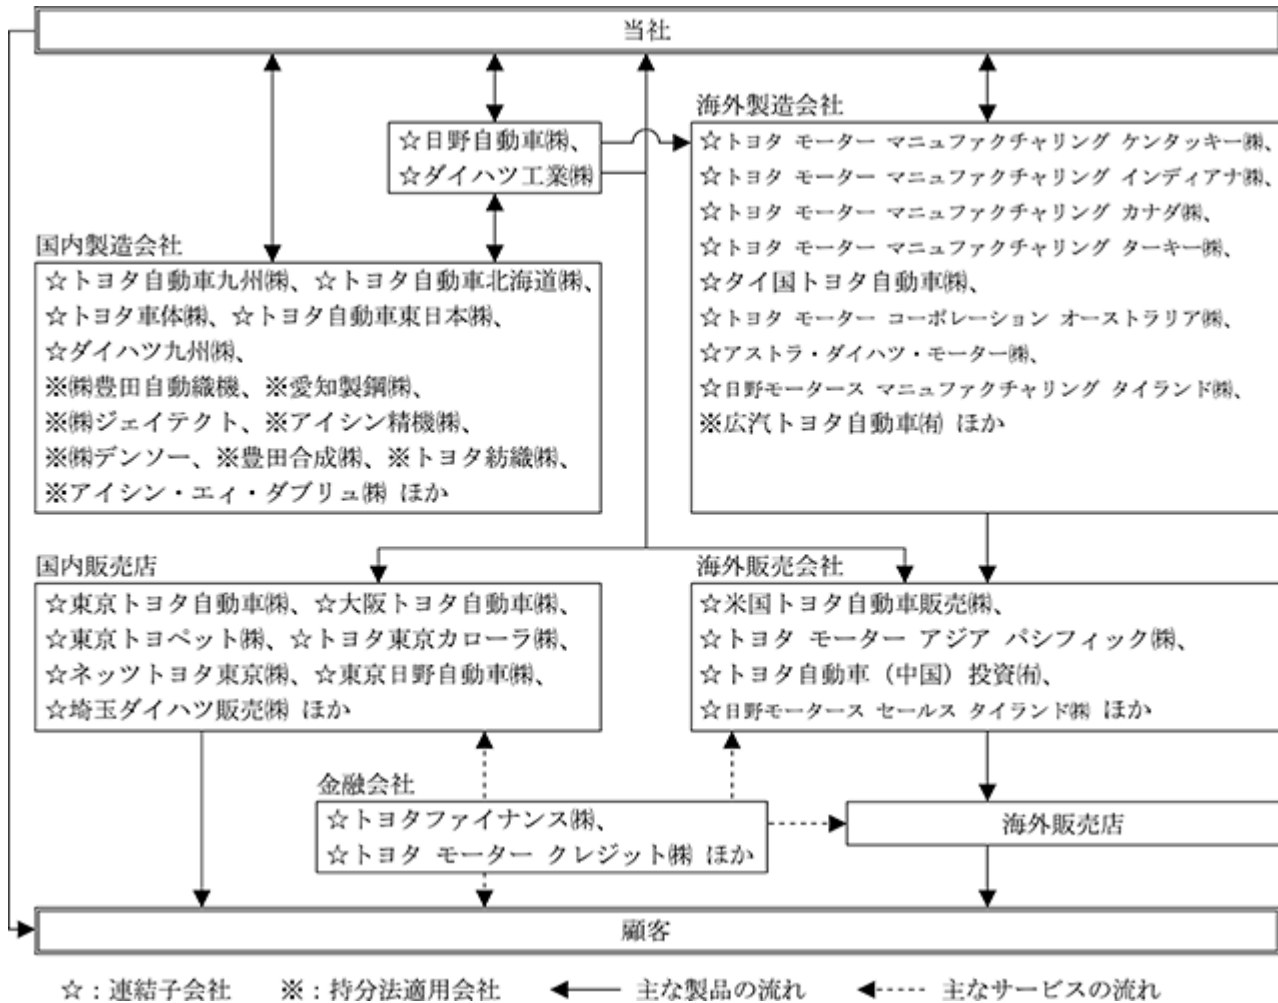 当社
☆日野自動車㈱、
☆ダイハツ工業㈱
海外製造会社
☆トヨタ モーター マニュファクチャリング ケンタッキー㈱、
☆トヨタ モーター マニュファクチャリング インディアナ㈱、
☆トヨタ モーター マニュファクチャリング カナダ㈱、
☆トヨタ モーター マニュファクチャリング ターキー㈱、
☆タイ国トヨタ自動車㈱、
☆トヨタ モーター コーポレーション オーストラリア㈱、
☆アストラ・ダイハツ・モーター㈱、
☆日野モータース マニュファクチャリング タイランド㈱、
※広汽トヨタ自動車㈲ ほか
国内製造会社
☆トヨタ自動車九州㈱、☆トヨタ自動車北海道㈱、
☆トヨタ車体㈱、☆トヨタ自動車東日本㈱、
☆ダイハツ九州㈱、
※㈱豊田自動織機、※愛知製鋼㈱、
※㈱ジェイテクト、※アイシン精機㈱、
※㈱デンソー、※豊田合成㈱、※トヨタ紡織㈱、
※アイシン・エィ・ダブリュ㈱ ほか
国内販売店
☆東京トヨタ自動車㈱、☆大阪トヨタ自動車㈱、
☆東京トヨペット㈱、☆トヨタ東京カローラ㈱、
☆ネッツトヨタ東京㈱、☆東京日野自動車㈱、
☆埼玉ダイハツ販売㈱ ほか
海外販売会社
☆米国トヨタ自動車販売㈱、
☆トヨタ モーター アジア パシフィック㈱、
☆トヨタ自動車（中国）投資㈲、
☆日野モータース セールス タイランド㈱ ほか
金融会社
☆トヨタファイナンス㈱、
☆トヨタ モーター クレジット㈱ ほか
海外販売店
顧客
☆：連結子会社 ※：持分法適用会社 主な製品の流れ 主なサービスの流れ